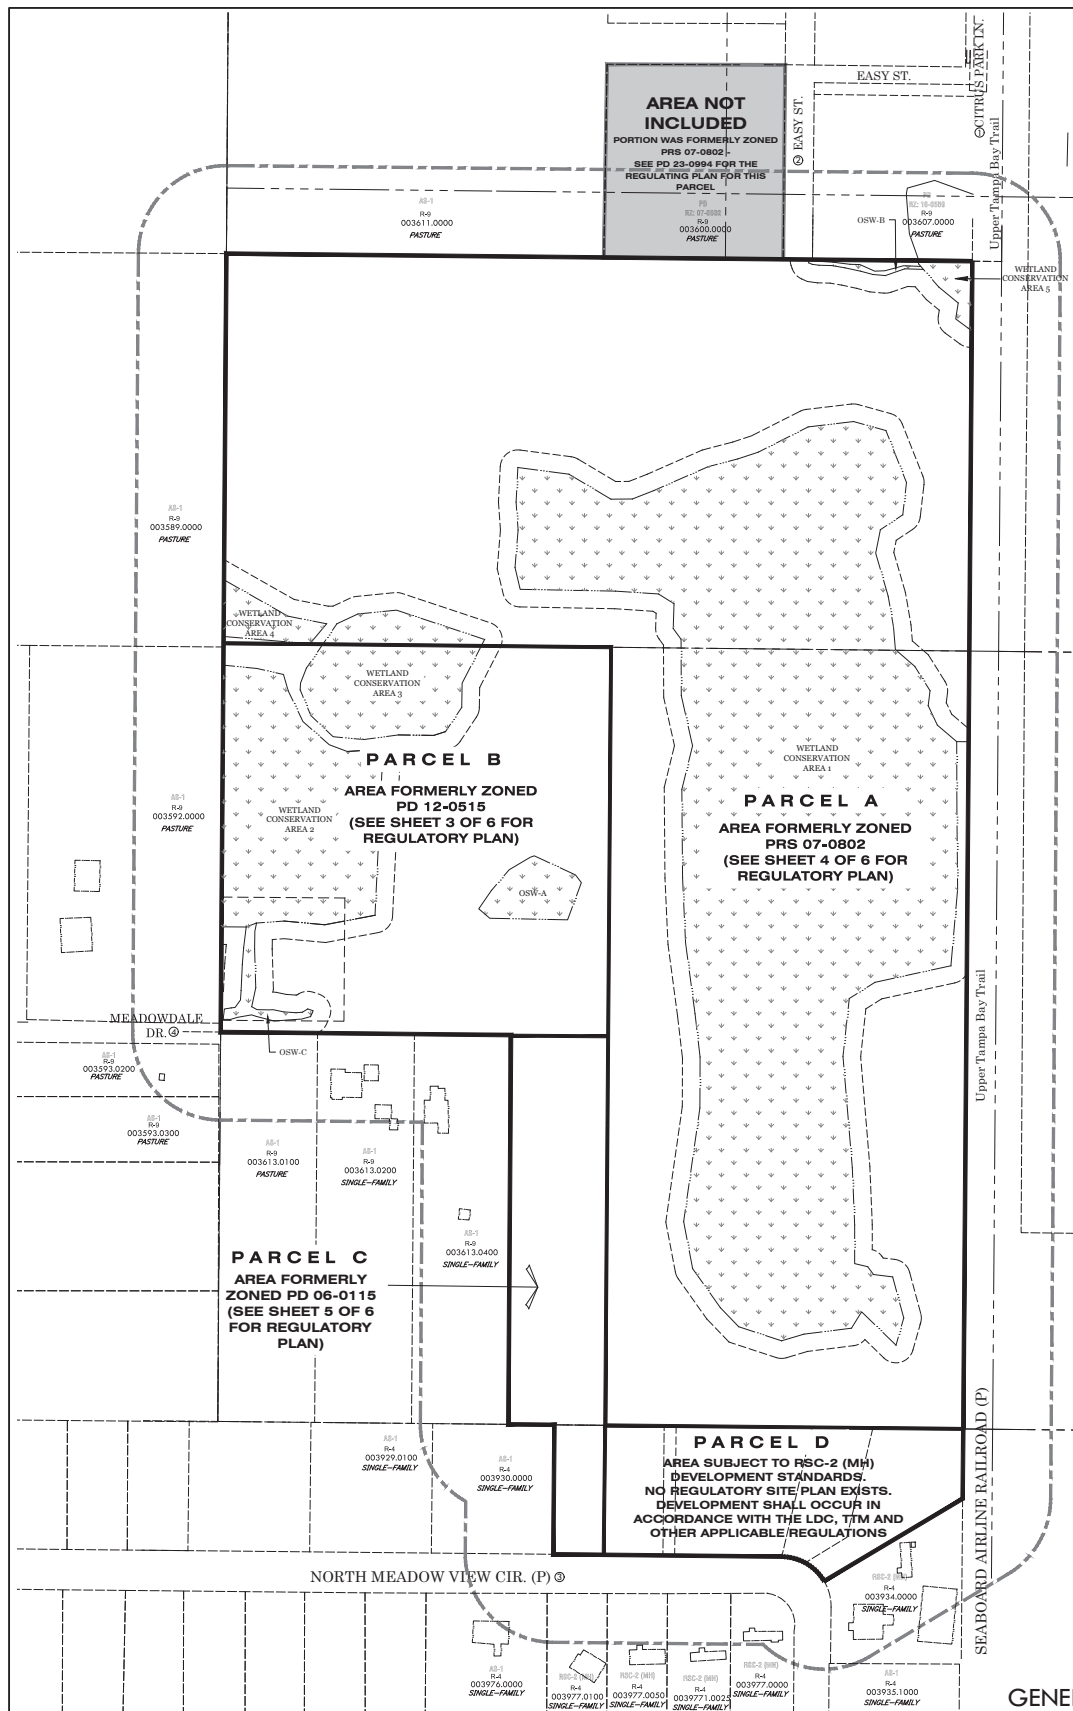 EASY ST.
CITRUS PARK LN.
AREA NOT
INCLUDED
PORTION WAS FORMERLY ZONED
PRS 07-0802 -
SEE PD 23-0994 FOR THE
REGULATING PLAN FOR THIS
PARCEL
PD
RZ: 07-0802
R-9
003600.0000
PASTURE
② EASY ST.
Upper Tampa Bay Trail
AS-1
R-9
003611.0000
PASTURE
OSW-B
R-9
003607.0000
PASTURE
WETLAND
CONSERVATION
AREA 5
AS-1
R-9
003589.0000
PASTURE
WETLAND
CONSERVATION
AREA 4
WETLAND
CONSERVATION
AREA 3
PARCEL B
AREA FORMERLY ZONED
PD 12-0515
(SEE SHEET 3 OF 6 FOR
REGULATORY PLAN)
WETLAND
CONSERVATION
AREA 1
PARCEL A
AREA FORMERLY ZONED
PRS 07-0802
(SEE SHEET 4 OF 6 FOR
REGULATORY PLAN)
AS-1
R-9
003592.0000
PASTURE
WETLAND
CONSERVATION
AREA 2
OSW-A
Upper Tampa Bay Trail
MEADOWDALE
DR. ④
OSW-C
AS-1
R-9
003593.0200
PASTURE
AS-1
R-9
003593.0300
PASTURE
AS-1
R-9
003613.0100
PASTURE
AS-1
R-9
003613.0200
SINGLE-FAMILY
AS-1
R-9
003613.0400
SINGLE-FAMILY
PARCEL C
AREA FORMERLY
ZONED PD 06-0115
(SEE SHEET 5 OF 6
FOR REGULATORY
PLAN)
AS-1
R-4
003929.0100
SINGLE-FAMILY
AS-1
R-4
003930.0000
SINGLE-FAMILY
PARCEL D
AREA SUBJECT TO RSC-2 (MH)
DEVELOPMENT STANDARDS.
NO REGULATORY SITE PLAN EXISTS.
DEVELOPMENT SHALL OCCUR IN
ACCORDANCE WITH THE LDC, TTM AND
OTHER APPLICABLE REGULATIONS
SEABOARD AIRLINE RAILROAD (P)
NORTH MEADOW VIEW CIR. (P) ③
RSC-2 (MH)
R-4
003934.0000
SINGLE-FAMILY
AS-1
R-4
003976.0000
SINGLE-FAMILY
RSC-2 (MH)
R-4
003977.0100
SINGLE-FAMILY
RSC-2 (MH)
R-4
003977.0050
SINGLE-FAMILY
RSC-2 (MH)
R-4
0039771.0025
SINGLE-FAMILY
RSC-2 (MH)
R-4
003977.0000
SINGLE-FAMILY
AS-1
R-4
003935.1000
SINGLE-FAMILY